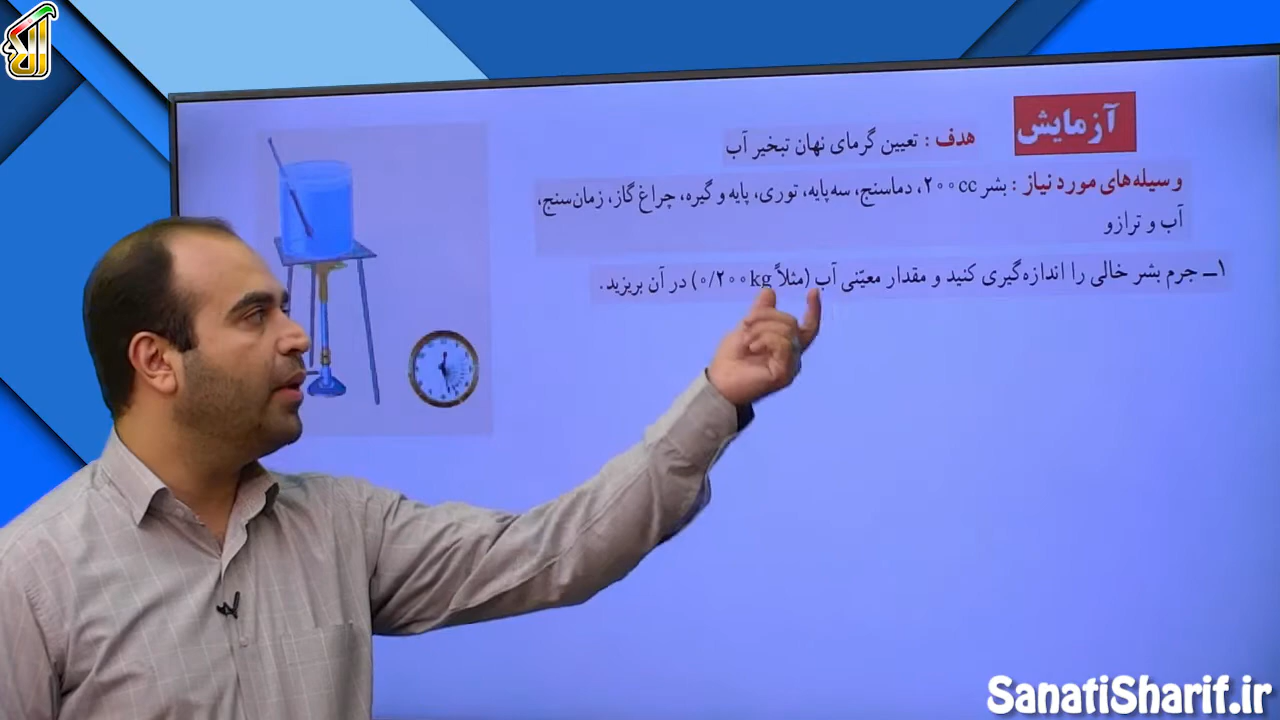 آزمایش
هدف : تعیین گرمای نهان تبخیر آب
وسیله‌های مورد نیاز : بشر ۲۰۰cc، دماسنج، سه‌پایه، توری، پایه و گیره، چراغ گاز، زمان‌سنج،
آب و ترازو
۱ــ جرم بشر خالی را اندازه‌گیری کنید و مقدار معیّنی آب (مثلاً ۰/۲۰۰kg) در آن بریزید.
SanatiSharif.ir